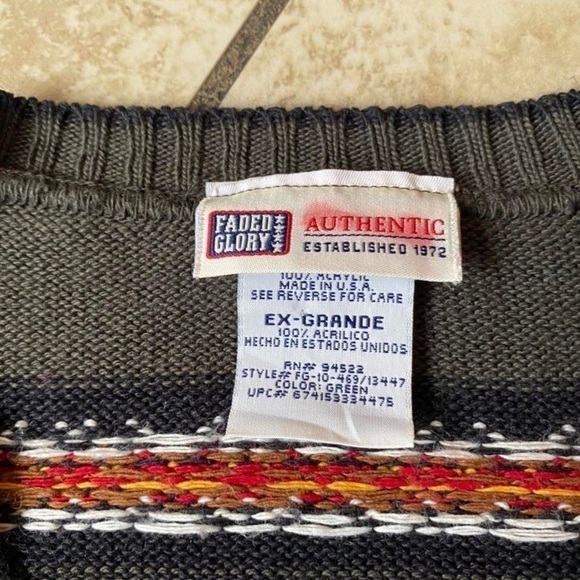 FADED
GLORY
AUTHENTIC
ESTABLISHED 1972
100% ACRYLIC
MADE IN U.S.A.
SEE REVERSE FOR CARE
EX-GRANDE
100% ACRILICO
HECHO EN ESTADOS UNIDOS
RN# 94522
STYLE# FG-10-469/13447
COLOR: GREEN
UPC# 674153334475